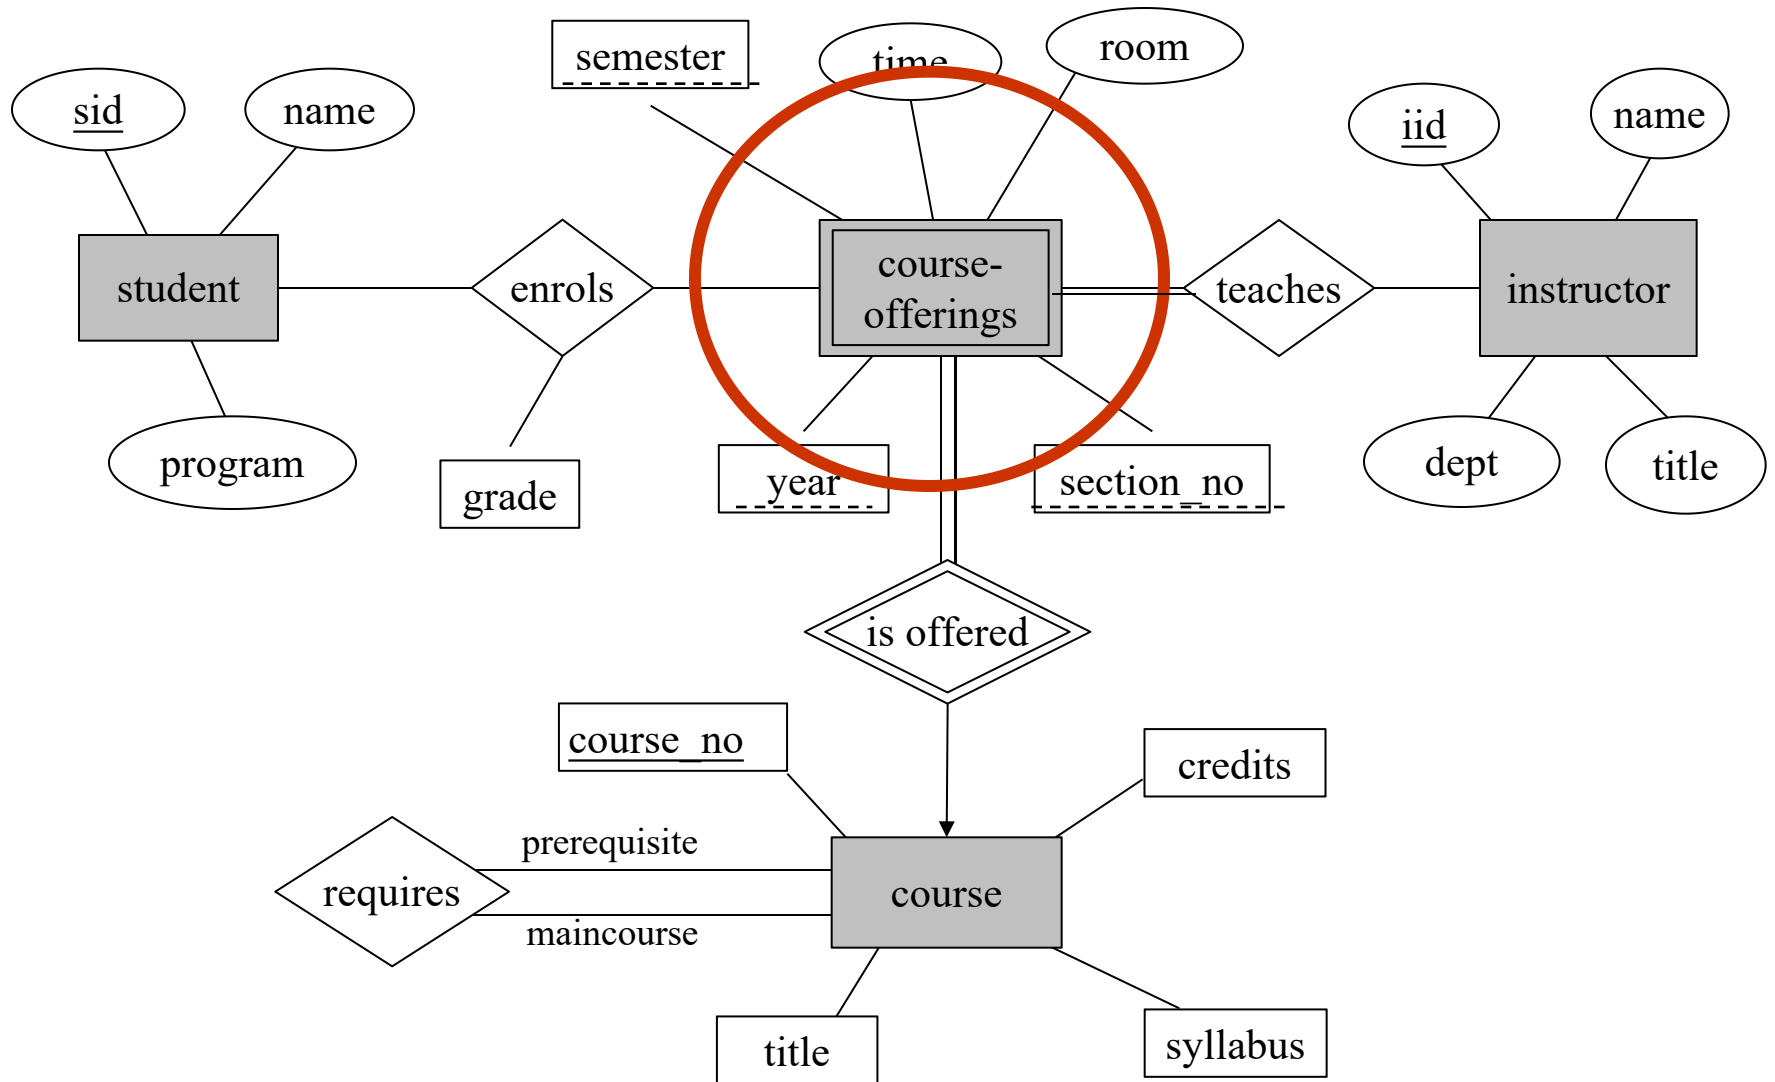 semester
time
room
sid
name
iid
name
student
enrols
course-
offerings
teaches
instructor
program
grade
year
section_no
dept
title
is offered
course_no
credits
prerequisite
requires
course
maincourse
title
syllabus